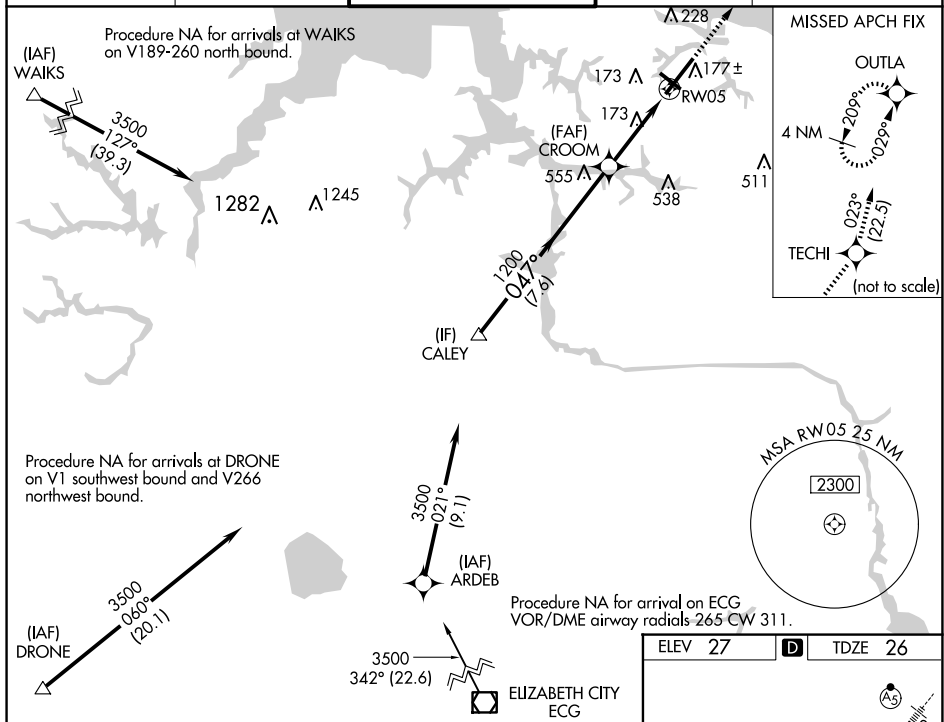 Procedure NA for arrivals at WAIKS
on V189-260 north bound.
(IAF)
WAIKS
3500
127°
(39.3)
1282
1245
228
173
177±
RW05
173
(FAF)
CROOM
555
538
511
1200
047°
(7.6)
(IF)
CALEY
MISSED APCH FIX
OUTLA
4 NM
209°
029°
023°
(22.5)
TECHI
(not to scale)
MSA RW05 25 NM
2300
Procedure NA for arrivals at DRONE
on V1 southwest bound and V266
northwest bound.
3500
060°
(20.1)
(IAF)
DRONE
3500
021°
(9.1)
(IAF)
ARDEB
Procedure NA for arrival on ECG
VOR/DME airway radials 265 CW 311.
3500
342° (22.6)
ELIZABETH CITY
ECG
ELEV 27
D
TDZE 26
A5